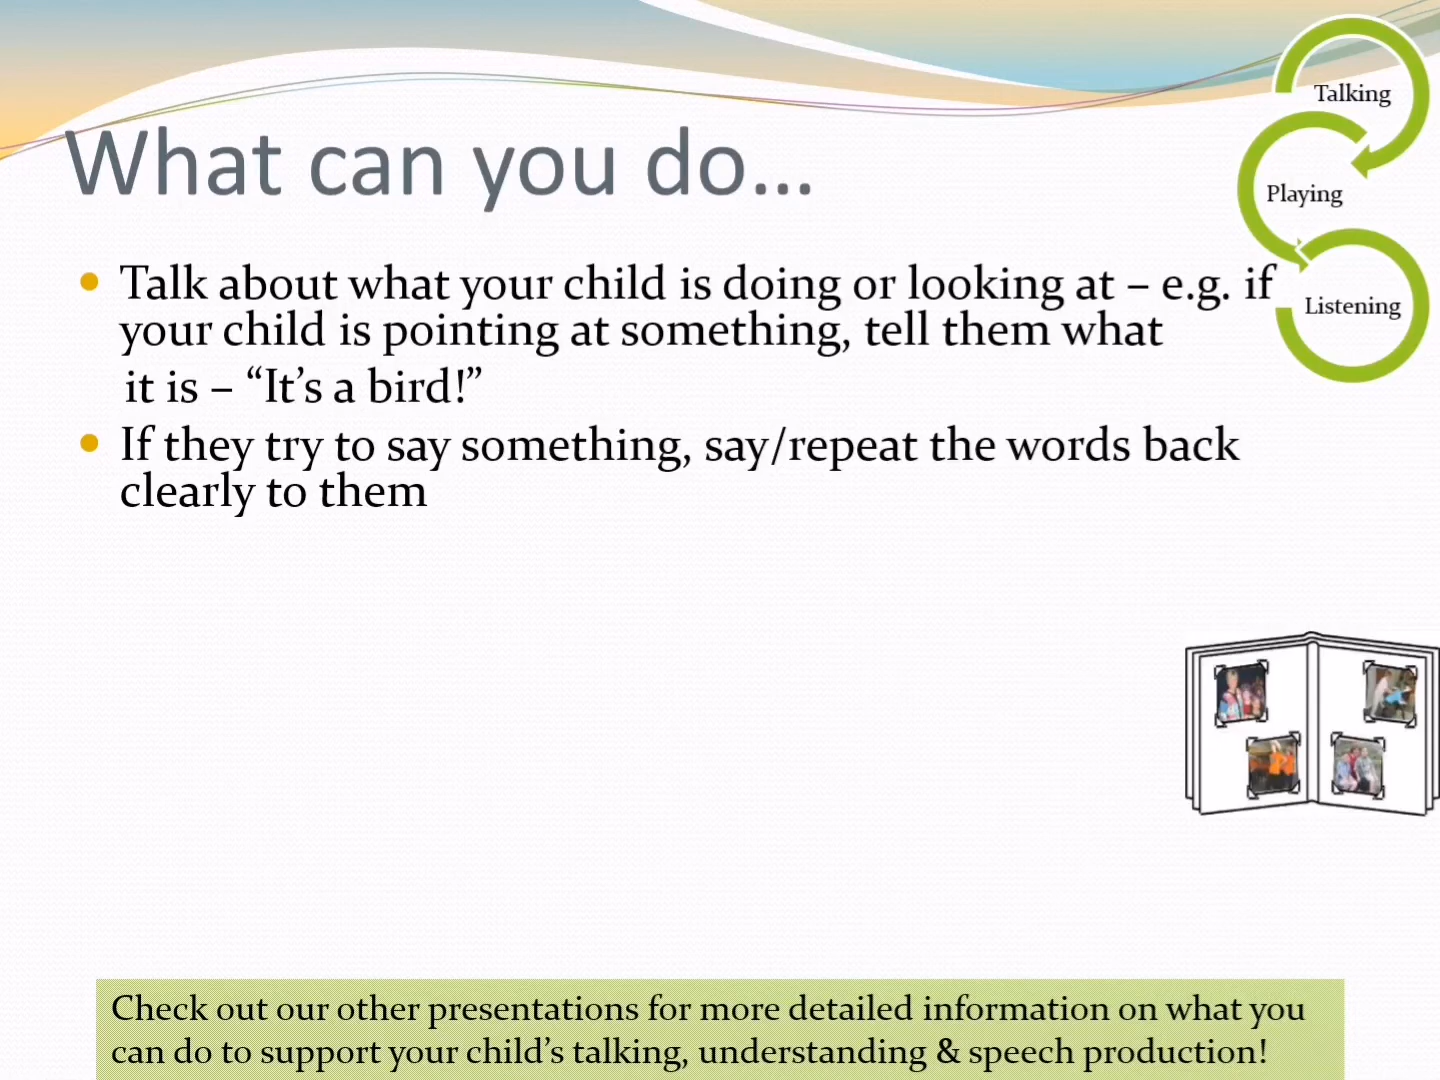 What can you do...
Talking
Playing
Listening
• Talk about what your child is doing or looking at – e.g. if
your child is pointing at something, tell them what
it is – “It’s a bird!”
• If they try to say something, say/repeat the words back
clearly to them
Check out our other presentations for more detailed information on what you
can do to support your child’s talking, understanding & speech production!